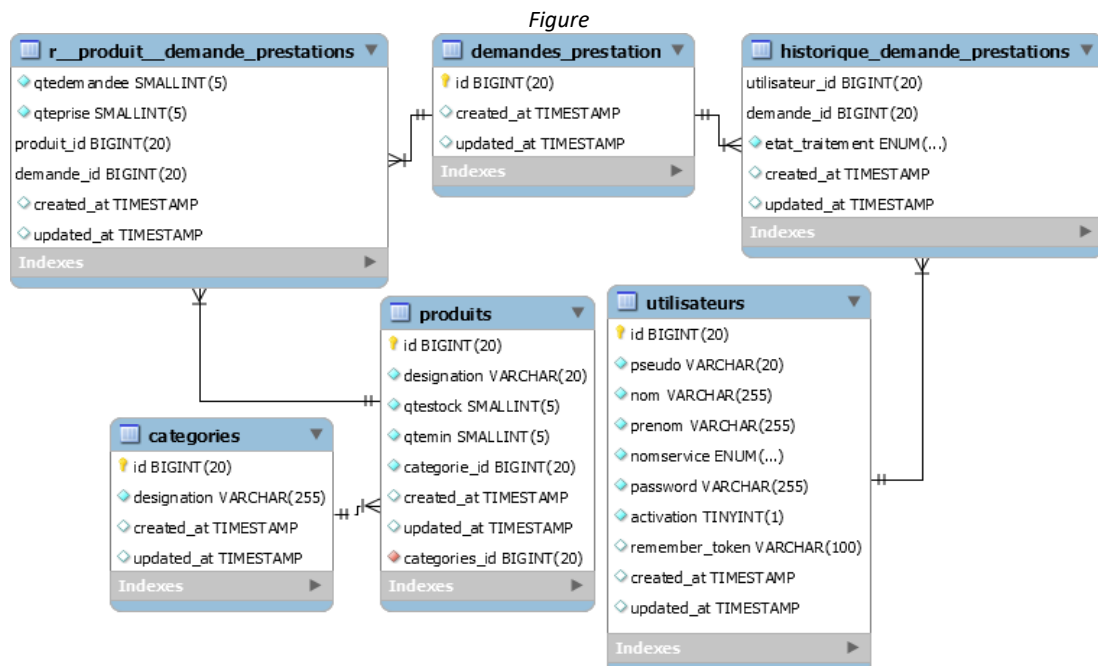 Figure
r__produit__demande_prestations
qtedemandee SMALLINT(5)
qteprise SMALLINT(5)
produit_id BIGINT(20)
demande_id BIGINT(20)
created_at TIMESTAMP
updated_at TIMESTAMP
Indexes
demandes_prestation
id BIGINT(20)
created_at TIMESTAMP
updated_at TIMESTAMP
Indexes
historique_demande_prestations
utilisateur_id BIGINT(20)
demande_id BIGINT(20)
etat_traitement ENUM(...)
created_at TIMESTAMP
updated_at TIMESTAMP
Indexes
categories
id BIGINT(20)
designation VARCHAR(255)
created_at TIMESTAMP
updated_at TIMESTAMP
Indexes
produits
id BIGINT(20)
designation VARCHAR(20)
qtestock SMALLINT(5)
qtemin SMALLINT(5)
categorie_id BIGINT(20)
created_at TIMESTAMP
updated_at TIMESTAMP
categories_id BIGINT(20)
Indexes
utilisateurs
id BIGINT(20)
pseudo VARCHAR(20)
nom VARCHAR(255)
prenom VARCHAR(255)
nomservice ENUM(...)
password VARCHAR(255)
activation TINYINT(1)
remember_token VARCHAR(100)
created_at TIMESTAMP
updated_at TIMESTAMP
Indexes